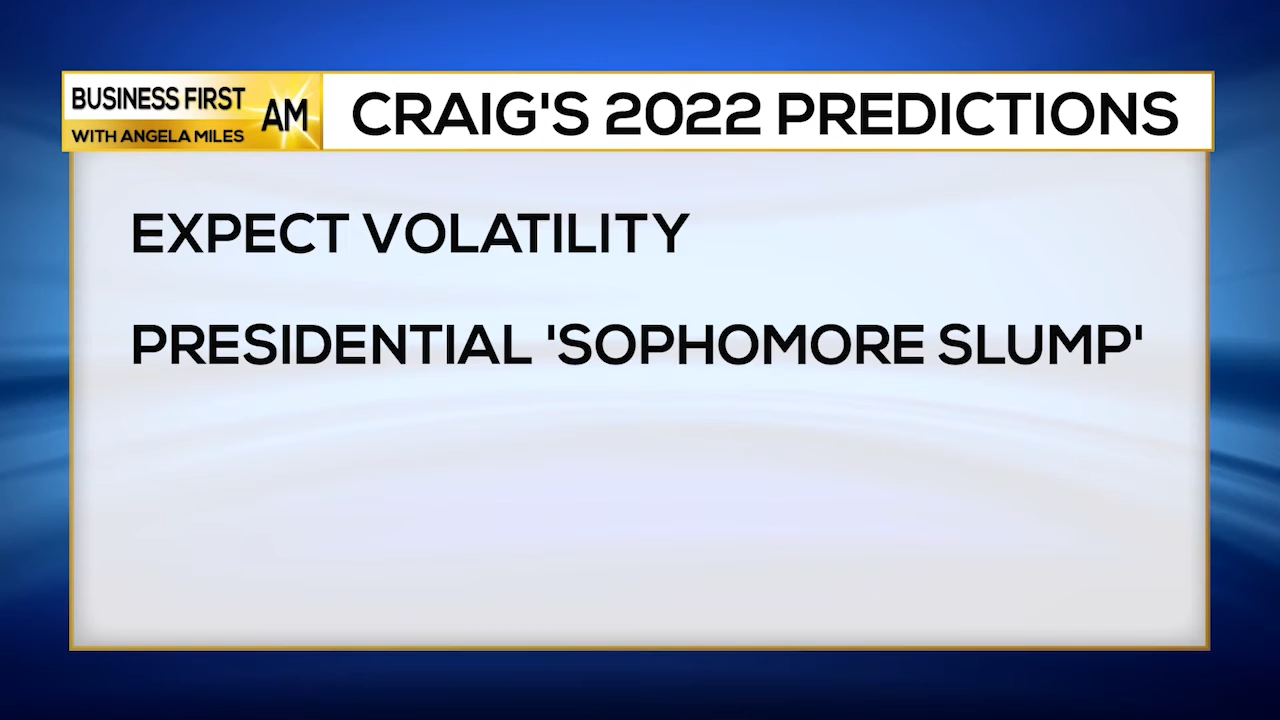 BUSINESS FIRST
AM
WITH ANGELA MILES
CRAIG'S 2022 PREDICTIONS
EXPECT VOLATILITY
PRESIDENTIAL 'SOPHOMORE SLUMP'